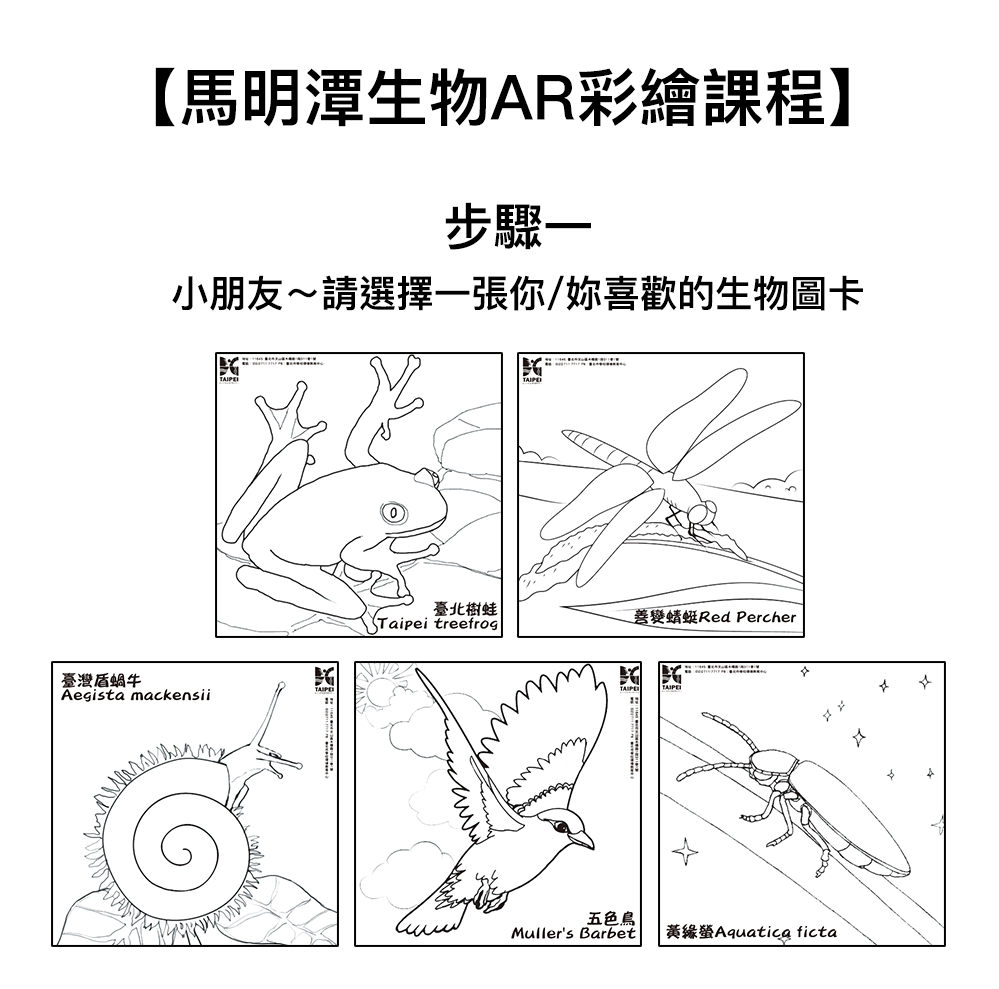 【馬明潭生物AR彩繪課程】
步驟一
小朋友～請選擇一張你/妳喜歡的生物圖卡
TAIPEI
臺北樹蛙
Taipei treefrog
TAIPEI
善變蜻蜓Red Percher
臺灣盾蝸牛
Aegista mackensii
TAIPEI
TAIPEI
五色鳥
Muller's Barbet
TAIPEI
黃緣螢Aquatica ficta